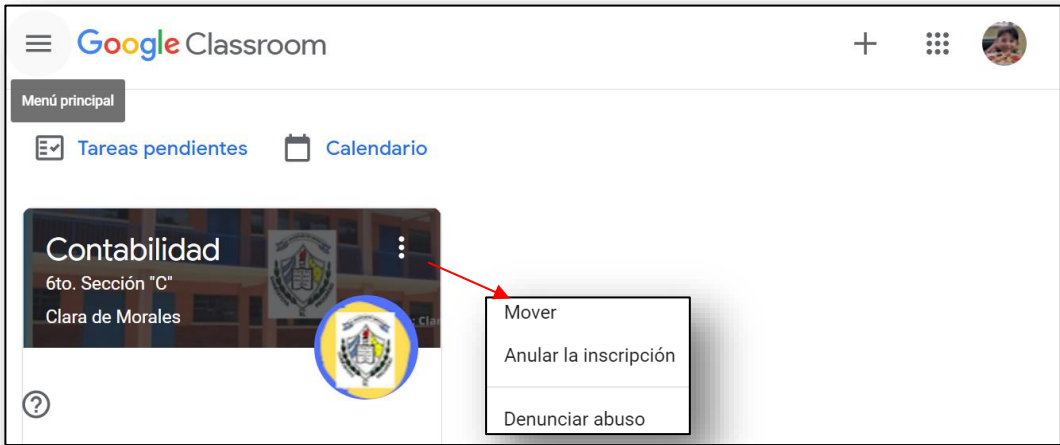 Google Classroom
Menú principal
Tareas pendientes
Calendario
Contabilidad
6to. Sección "C"
Clara de Morales
: Cla
Mover
Anular la inscripción
Denunciar abuso